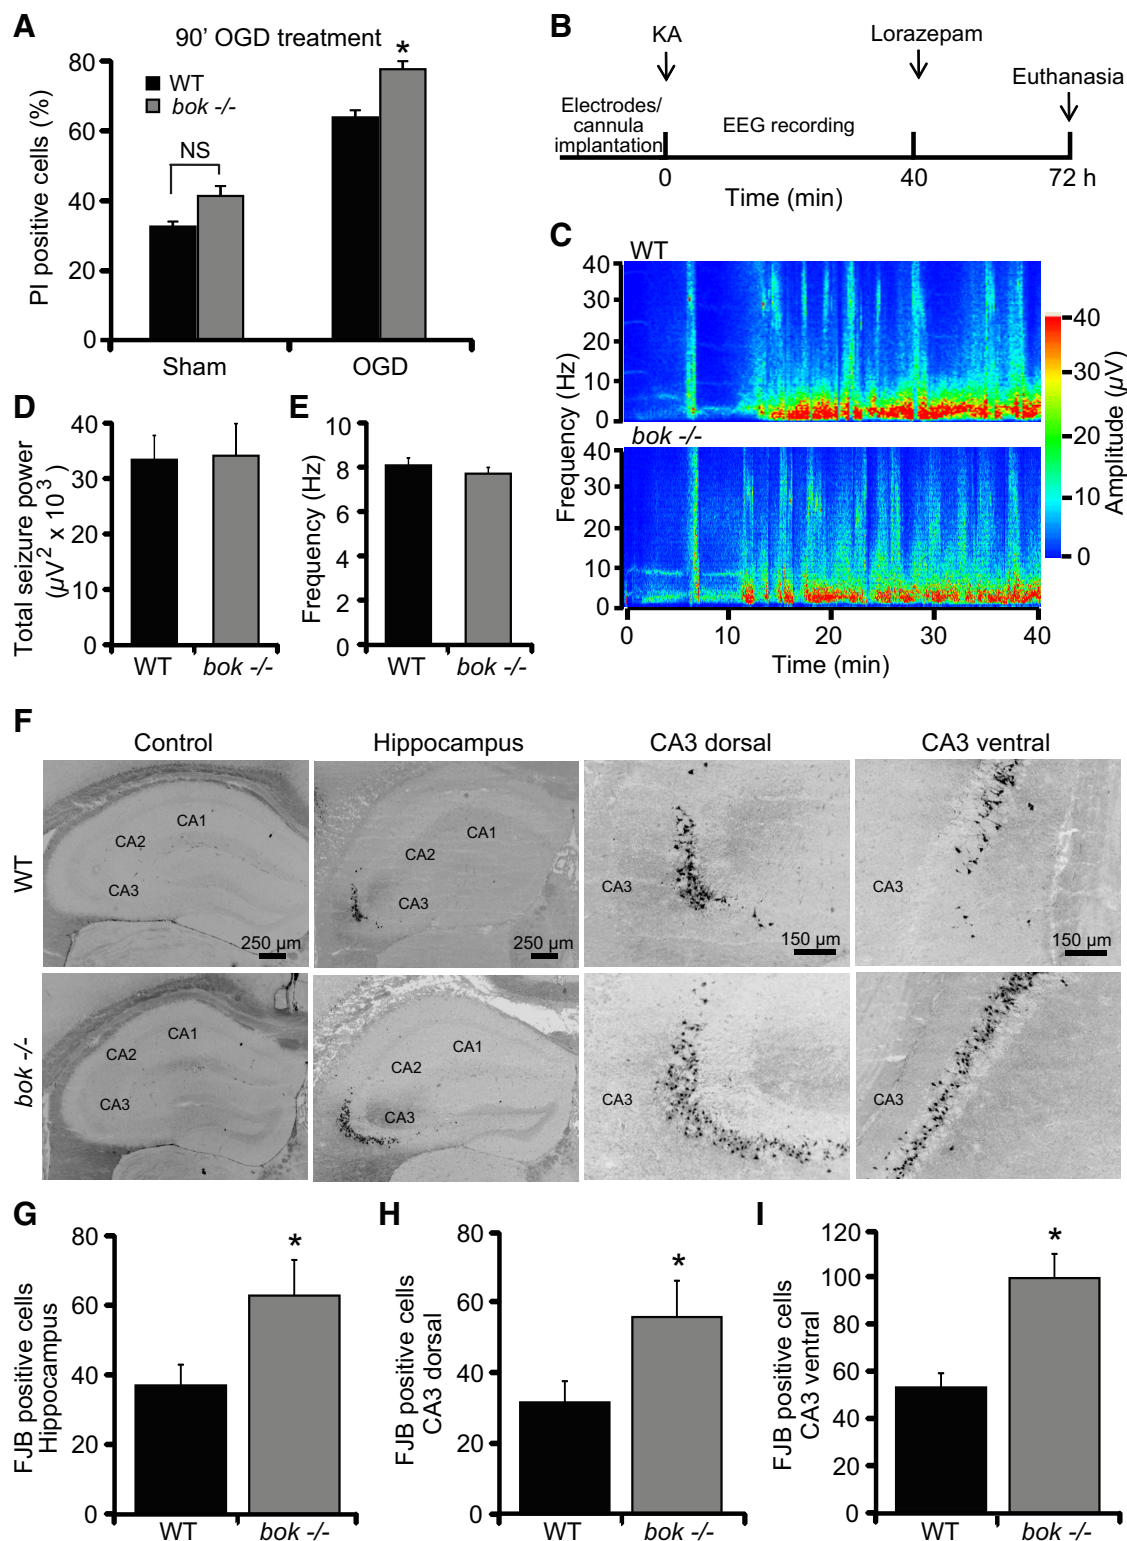 A
90' OGD treatment
PI positive cells (%)
80
60
40
20
0
WT
bok -/-
NS
*
Sham
OGD
B
KA
Lorazepam
Euthanasia
Electrodes/
cannula
implantation
EEG recording
0
40
72 h
Time (min)
C
WT
40
30
20
10
0
bok -/-
40
30
20
10
0
Frequency (Hz)
0
10
20
30
40
Time (min)
40
30
20
10
0
Amplitude (µV)
D
Total seizure power
(µV² x 10³)
40
30
20
10
0
WT
bok -/-
E
Frequency (Hz)
10
8
6
4
2
0
WT
bok -/-
F
Control
Hippocampus
CA3 dorsal
CA3 ventral
WT
CA1
CA2
CA3
250 µm
CA1
CA2
CA3
250 µm
CA3
150 µm
CA3
150 µm
bok -/-
CA1
CA2
CA3
CA1
CA2
CA3
CA3
CA3
G
FJB positive cells
Hippocampus
80
60
40
20
0
*
WT
bok -/-
H
FJB positive cells
CA3 dorsal
80
60
40
20
0
*
WT
bok -/-
I
FJB positive cells
CA3 ventral
120
100
80
60
40
20
0
*
WT
bok -/-